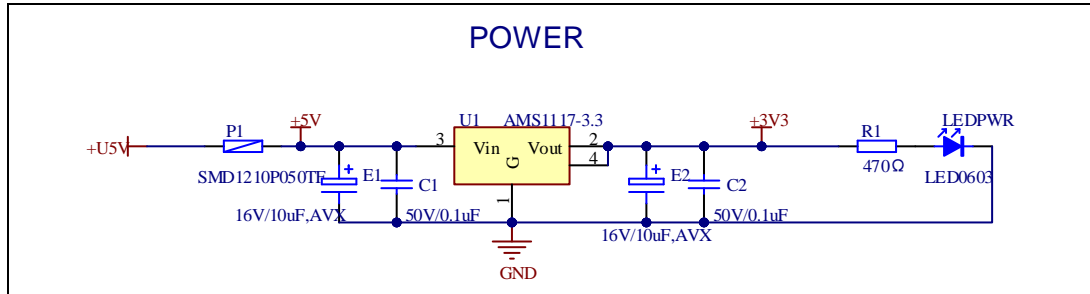 POWER
+U5V
P1
SMD1210P050TF
+5V
E1
16V/10uF,AVX
C1
50V/0.1uF
U1
AMS1117-3.3
3
Vin
G
Vout
2
4
1
GND
E2
16V/10uF,AVX
C2
50V/0.1uF
+3V3
R1
470Ω
LEDPWR
LED0603